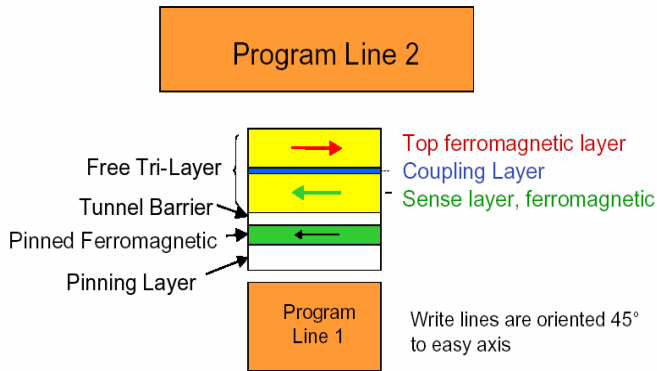 Program Line 2
Free Tri-Layer
Tunnel Barrier
Pinned Ferromagnetic
Pinning Layer
Top ferromagnetic layer
Coupling Layer
Sense layer, ferromagnetic
Program
Line 1
Write lines are oriented 45°
to easy axis